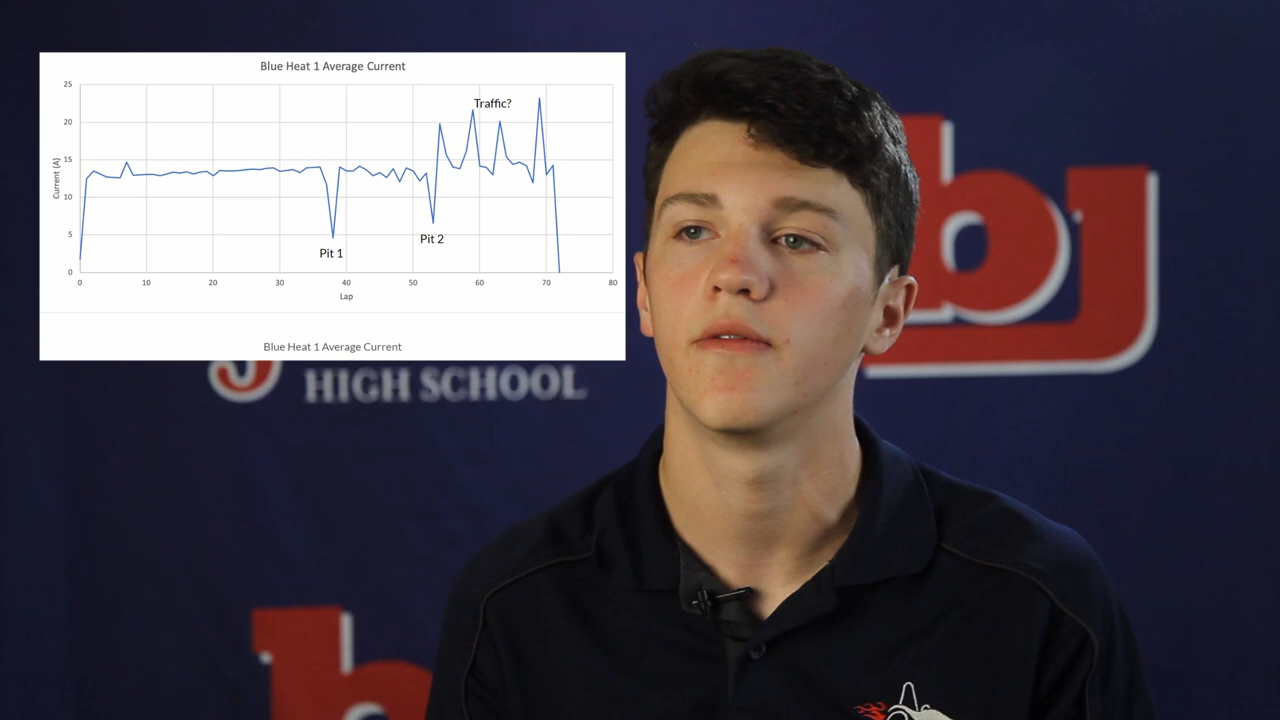 Blue Heat 1 Average Current
25
20
15
10
5
0
Current (A)
Traffic?
Pit 1
Pit 2
0 10 20 30 40 50 60 70 80
Lap
Blue Heat 1 Average Current
HIGH SCHOOL
bj
b